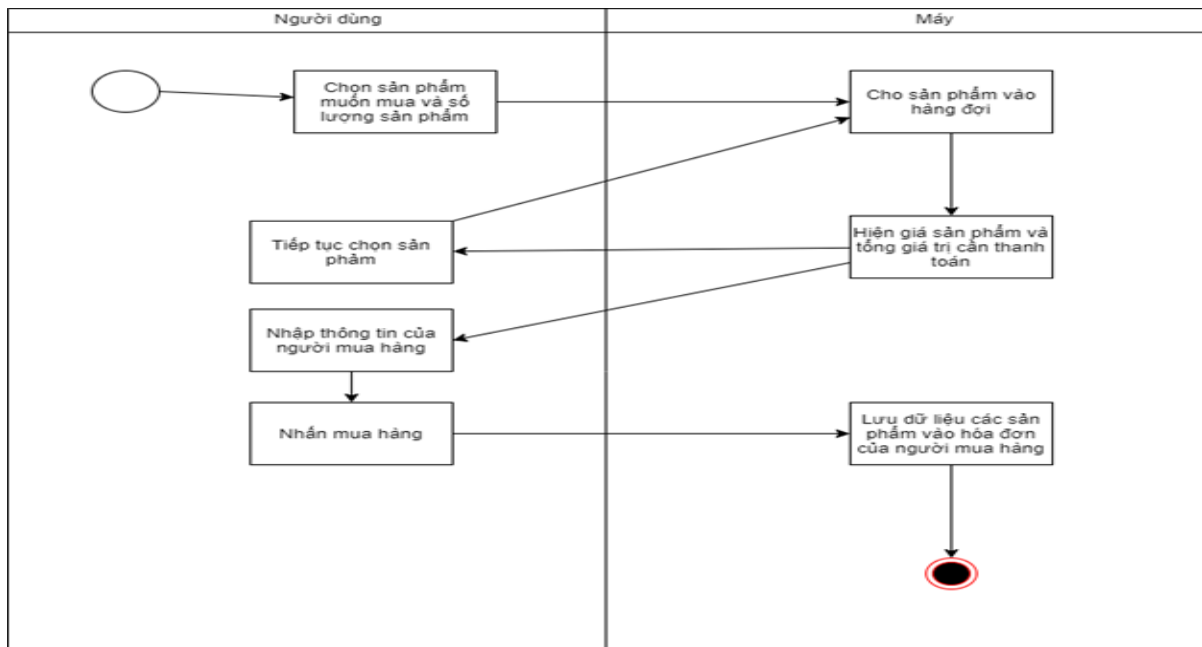 Người dùng
Máy
Chọn sản phẩm
muốn mua và số
lượng sản phẩm
Cho sản phẩm vào
hàng đợi
Tiếp tục chọn sản
phảm
Hiện giá sản phẩm và
tổng giá trị cần thanh
toán
Nhập thông tin của
người mua hàng
Nhấn mua hàng
Lưu dữ liệu các sản
phẩm vào hóa đơn
của người mua hàng